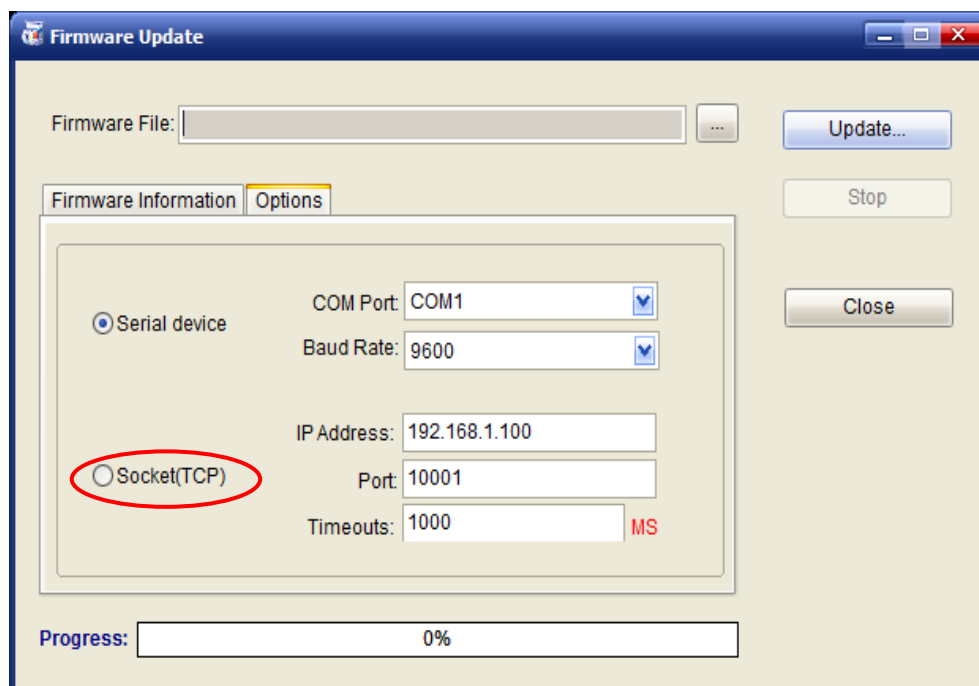 Firmware Update
Firmware File: ... Update...
Firmware Information Options Stop
COM Port: COM1 Close
Serial device
Baud Rate: 9600
IP Address: 192.168.1.100
Socket(TCP)
Port: 10001
Timeouts: 1000 MS
Progress: 0%